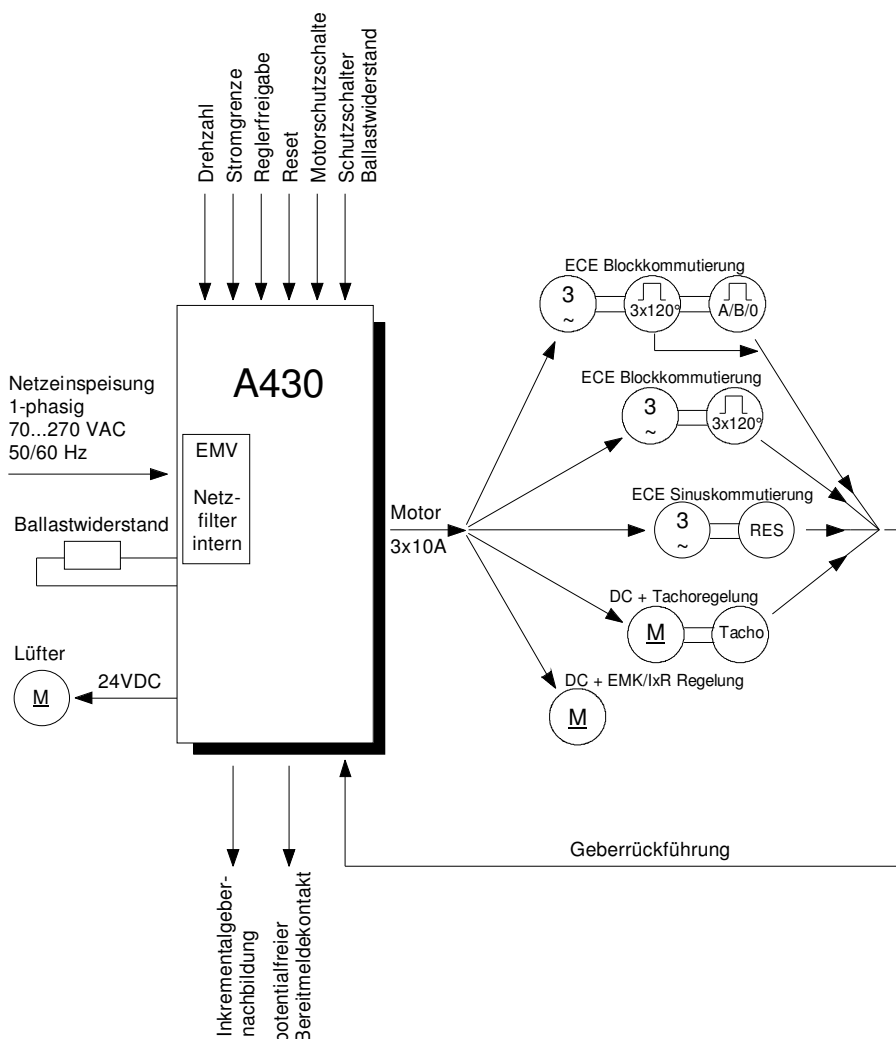 Drehzahl
Stromgrenze
Reglerfreigabe
Reset
Motorschutzschalte
Schutzschalter
Ballastwiderstand
ECE Blockkommutierung
3
~
3x120°
A/B/0
A430
Netzeinspeisung
1-phasig
70...270 VAC
50/60 Hz
EMV
Netz-
filter
intern
ECE Blockkommutierung
3
~
3x120°
Motor
3x10A
ECE Sinuskommutierung
3
~
RES
Ballastwiderstand
DC + Tachoregelung
M
Tacho
Lüfter
M
24VDC
DC + EMK/IxR Regelung
M
Geberrückführung
Inkrementalgeber-
nachbildung
potentialfreier
Bereitmeldekontakt